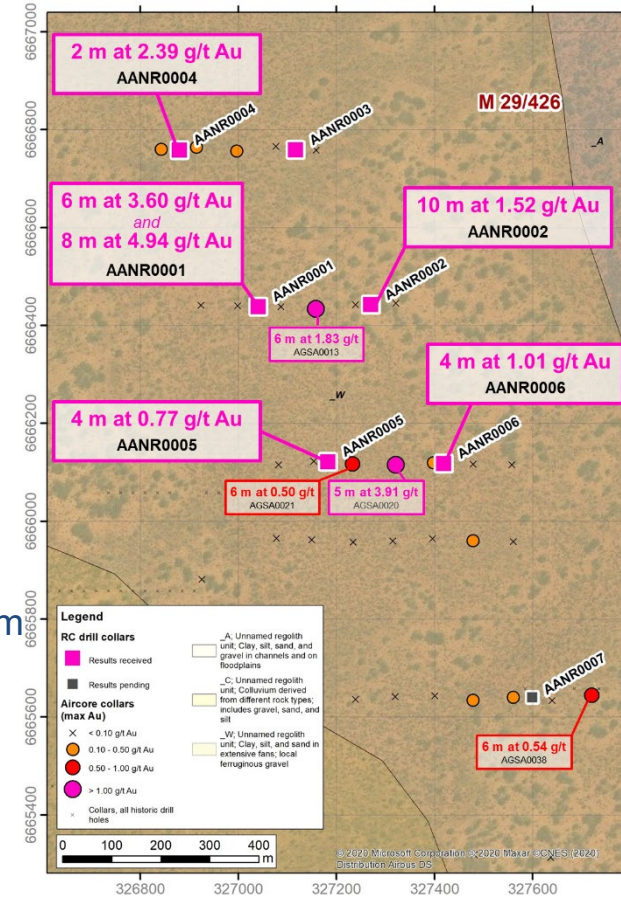 6667000
6666800
6666600
6666400
6666200
6666000
6665800
6665600
6665400
2 m at 2.39 g/t Au
AANR0004
AANR0004
AANR0003
M 29/426
_A
6 m at 3.60 g/t Au
and
8 m at 4.94 g/t Au
AANR0001
10 m at 1.52 g/t Au
AANR0002
AANR0001
AANR0002
6 m at 1.83 g/t
AGSA0013
4 m at 1.01 g/t Au
AANR0006
_W
4 m at 0.77 g/t Au
AANR0005
AANR0005
AANR0006
6 m at 0.50 g/t
AGSA0021
5 m at 3.91 g/t
AGSA0020
m
AANR0007
6 m at 0.54 g/t
AGSA0038
Legend
RC drill collars
Results received
Results pending
Aircore collars
(max Au)
< 0.10 g/t Au
0.10 - 0.50 g/t Au
0.50 - 1.00 g/t Au
> 1.00 g/t Au
Collars, all historic drill
holes
_A; Unnamed regolith
unit; Clay, silt, sand, and
gravel in channels and on
floodplains
_C; Unnamed regolith
unit; Colluvium derived
from different rock types;
includes gravel, sand, and
silt
_W; Unnamed regolith
unit; Clay, silt, and sand in
extensive fans; local
ferruginous gravel
0 100 200 300 400
m
© 2020 Microsoft Corporation © 2020 Maxar ©CNES (2020)
Distribution Airbus DS
326800 327000 327200 327400 327600